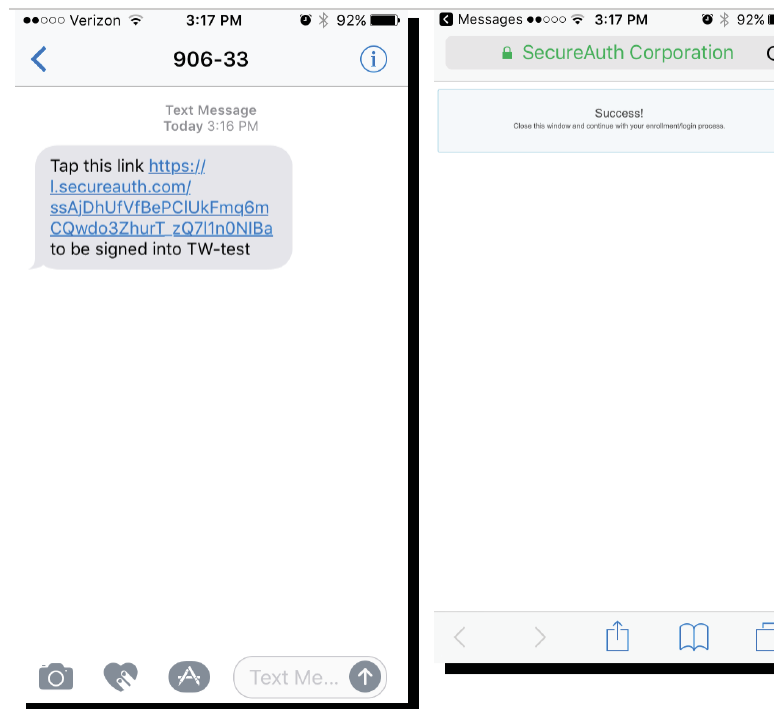 Verizon 3:17 PM 92%
906-33
Text Message
Today 3:16 PM
Tap this link https://
l.secureauth.com/
ssAjDhUfVfBePClUkFmq6m
CQwdo3ZhurT_zQ7l1n0NlBa
to be signed into TW-test
Text Me...
Messages 3:17 PM 92%
SecureAuth Corporation
Success!
Close this window and continue with your enrollment/login process.